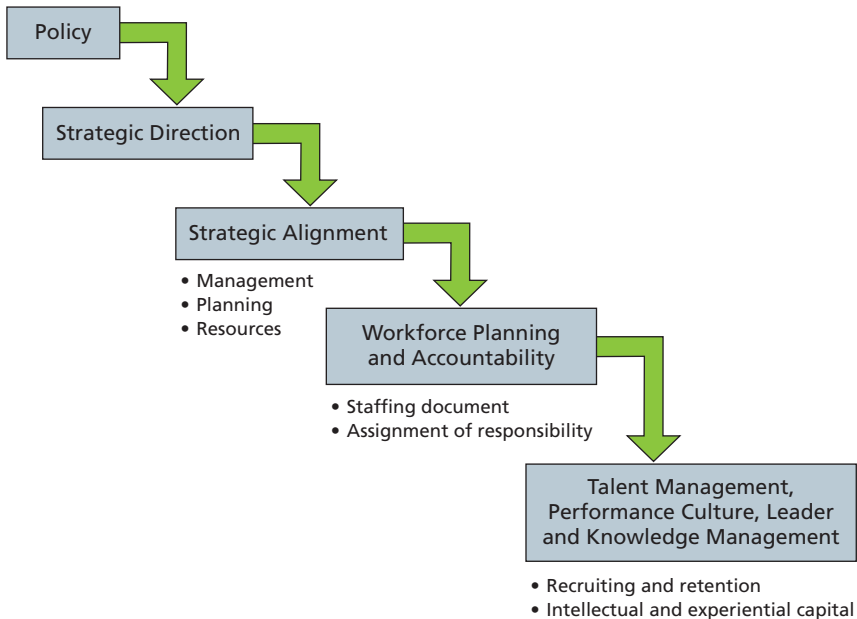 Policy
Strategic Direction
Strategic Alignment
• Management
• Planning
• Resources
Workforce Planning
and Accountability
• Staffing document
• Assignment of responsibility
Talent Management,
Performance Culture, Leader
and Knowledge Management
• Recruiting and retention
• Intellectual and experiential capital